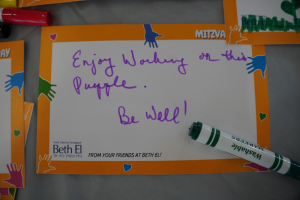 MITZVA
Enjoy Working on this
Puzzle.
Be Well!
Beth El
FROM YOUR FRIENDS AT BETH EL!
Washable